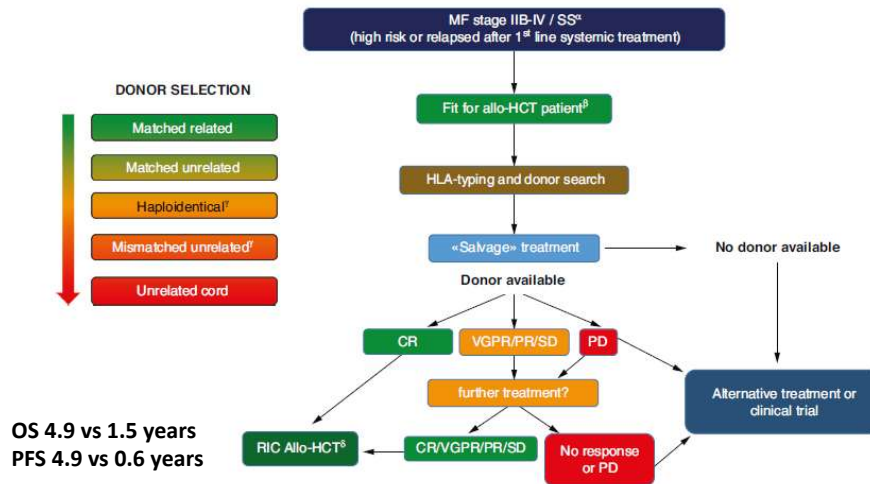 MF stage IIB-IV / SSα
(high risk or relapsed after 1st line systemic treatment)
DONOR SELECTION
Matched related
Matched unrelated
Haploidenticalγ
Mismatched unrelatedγ
Unrelated cord
Fit for allo-HCT patientβ
HLA-typing and donor search
«Salvage» treatment
No donor available
Donor available
CR
VGPR/PR/SD
PD
further treatment?
Alternative treatment or
clinical trial
RIC Allo-HCTδ
CR/VGPR/PR/SD
No response
or PD
OS 4.9 vs 1.5 years
PFS 4.9 vs 0.6 years